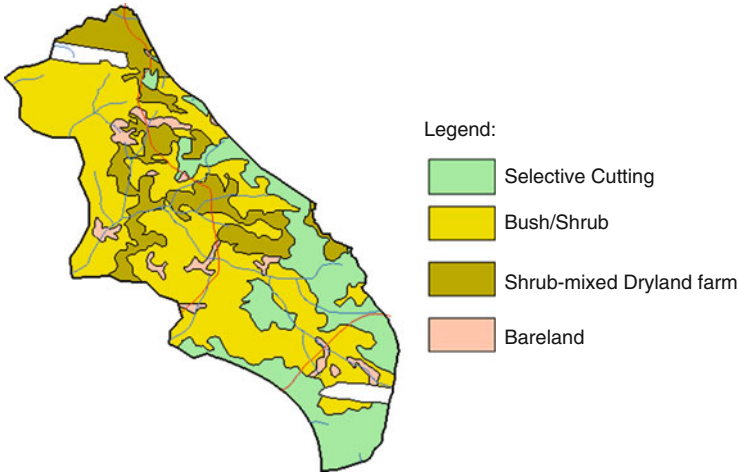 Legend:
Selective Cutting
Bush/Shrub
Shrub-mixed Dryland farm
Bareland